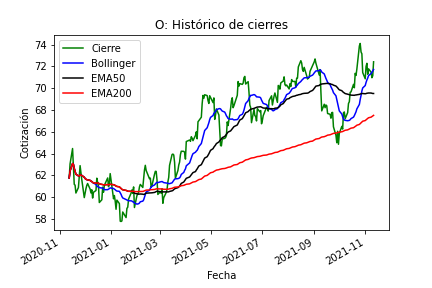 O: Histórico de cierres
Cierre
Bollinger
EMA50
EMA200
Cotización
74
72
70
68
66
64
62
60
58
2020-11
2021-01
2021-03
2021-05
2021-07
2021-09
2021-11
Fecha